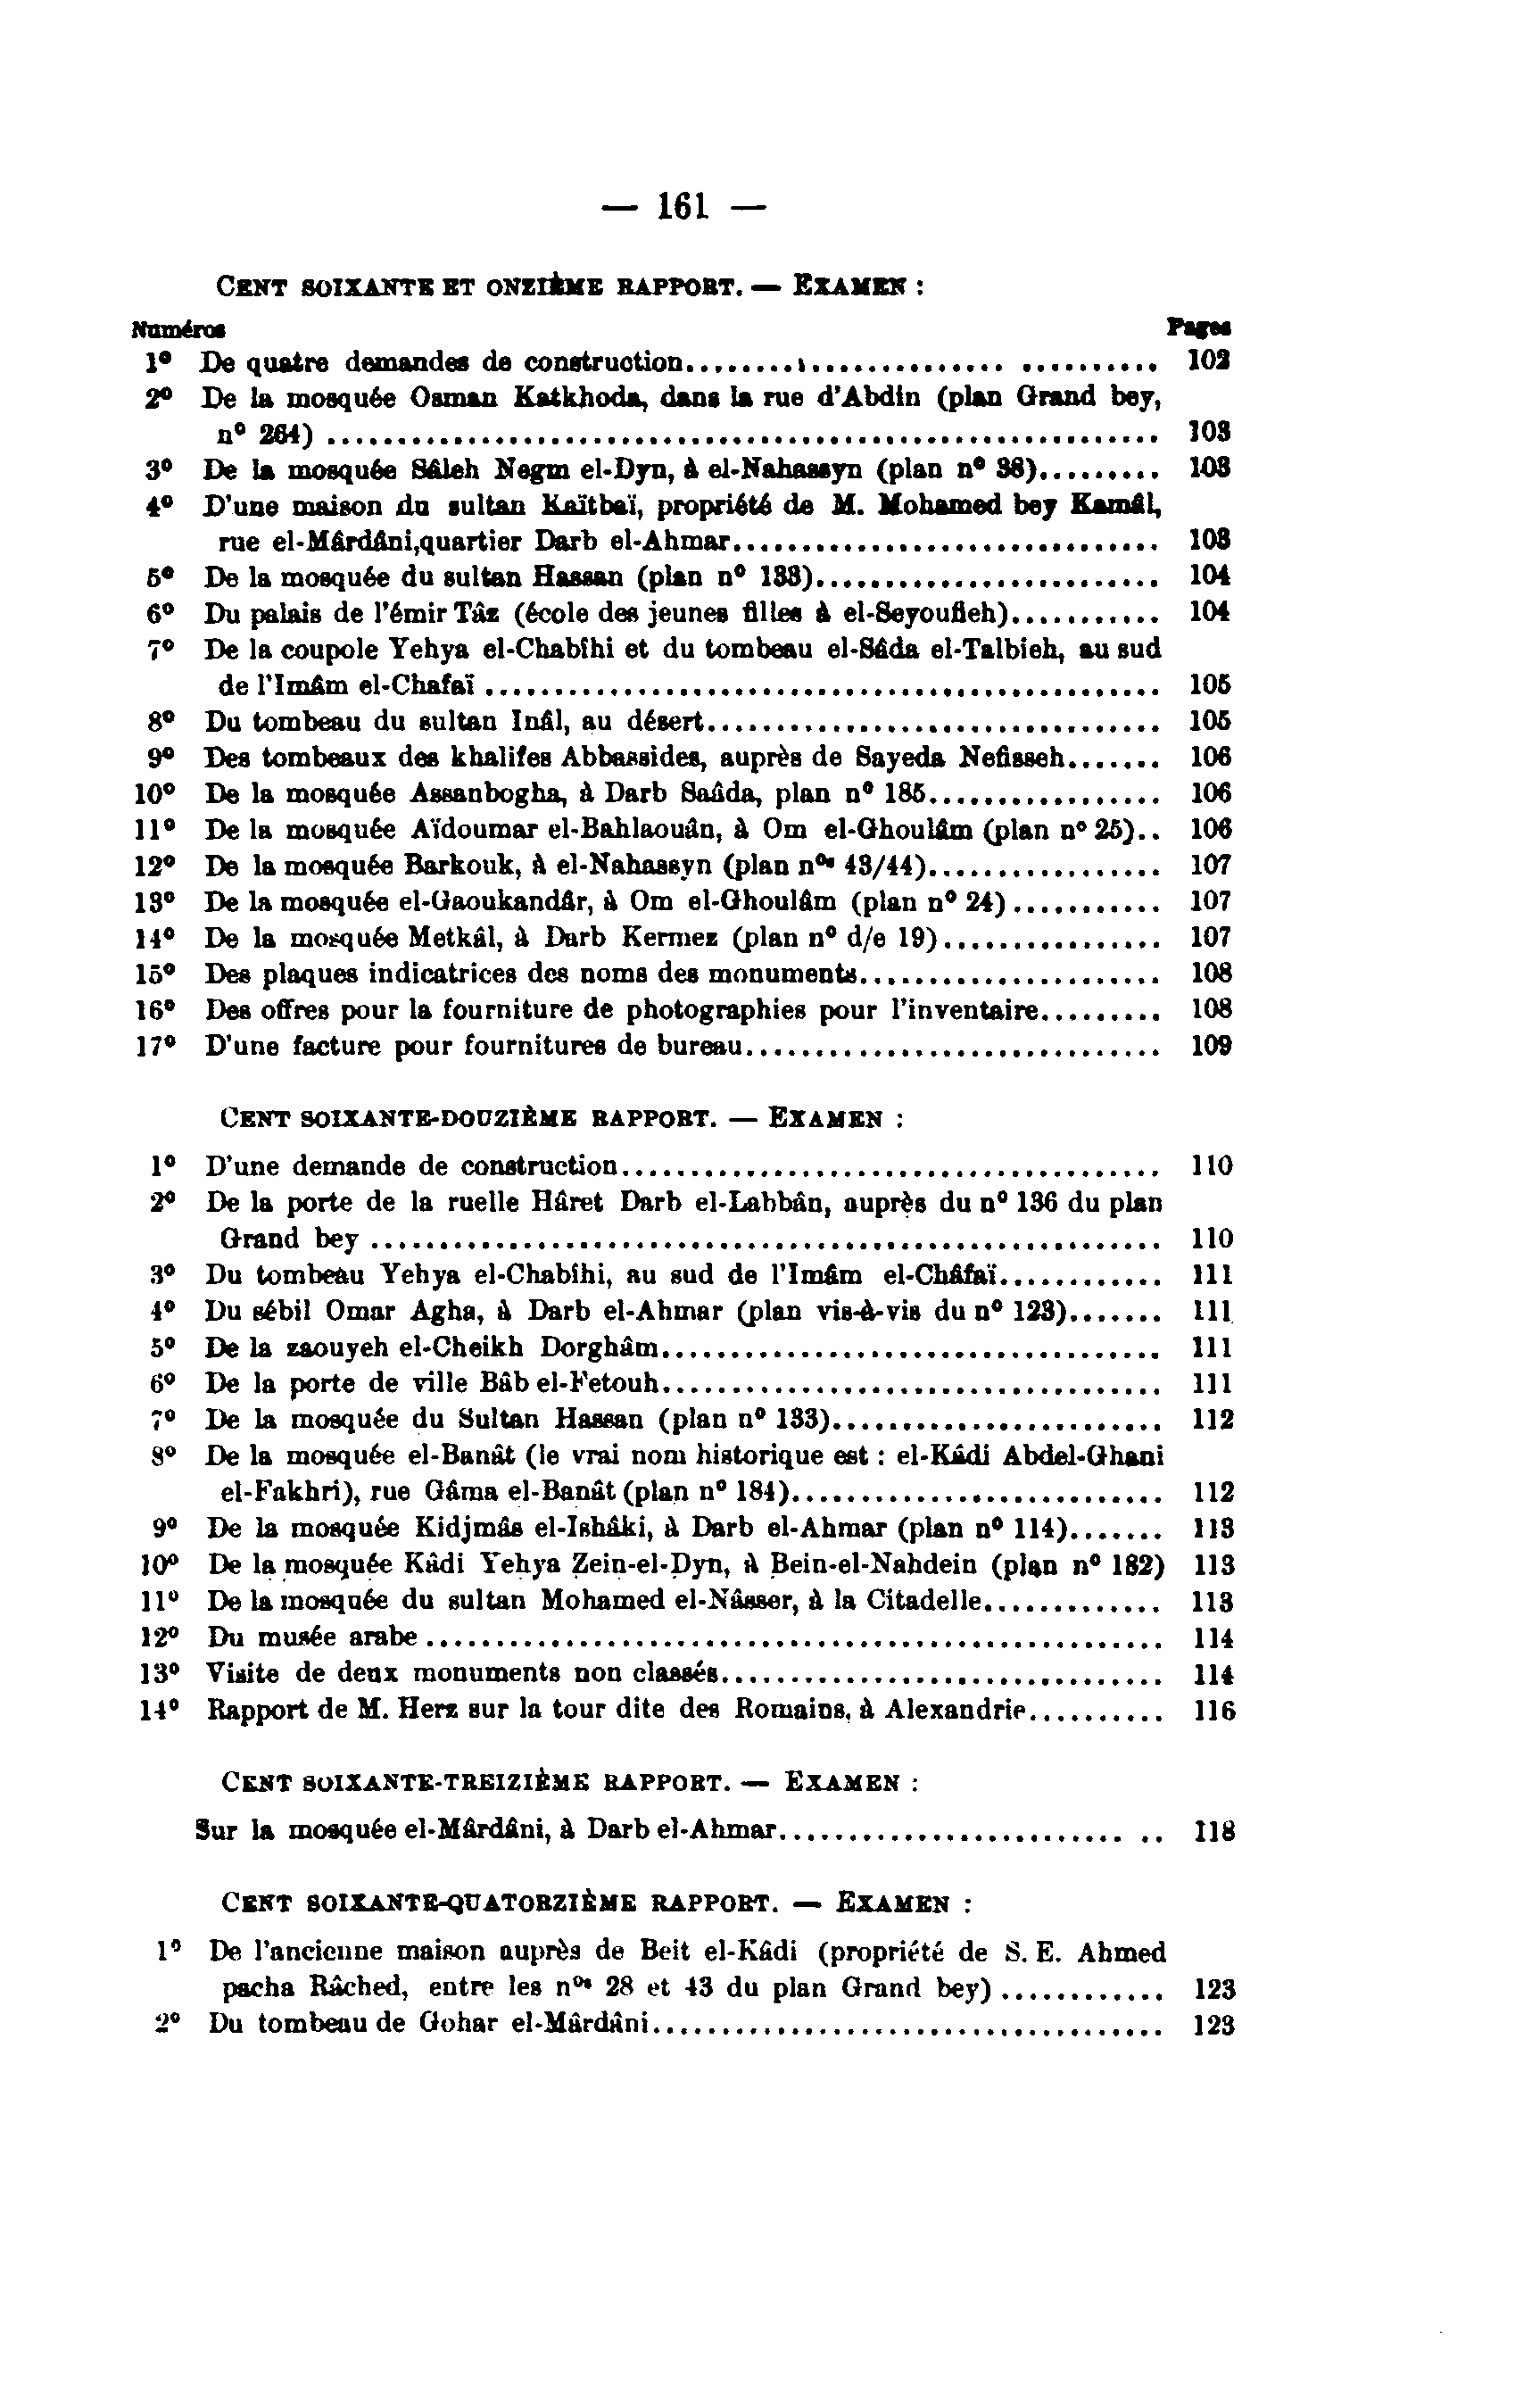 — 161 —
CENT SOIXANTE ET ONZIÈME RAPPORT. — EXAMEN :
Numéros Pages
1° De quatre demandes de construction.................................. 102
2° De la mosquée Osman Katkhoda, dans la rue d'Abdin (plan Grand bey,
n° 264) ............................................................ 103
3° De la mosquée Sâleh Negm el-Dyn, à el-Nahassyn (plan n° 38)......... 103
4° D'une maison du sultan Kaïtbaï, propriété de M. Mohamed bey Kamâl,
rue el-Mârdâni,quartier Darb el-Ahmar............................... 103
5° De la mosquée du sultan Hassan (plan n° 133)......................... 104
6° Du palais de l'émir Tâz (école des jeunes filles à el-Seyoufieh)........... 104
7° De la coupole Yehya el-Chabîhi et du tombeau el-Sâda el-Talbieh, au sud
de l'Imâm el-Chafaï ................................................. 105
8° Du tombeau du sultan Inâl, au désert................................. 105
9° Des tombeaux des khalifes Abbassides, auprès de Sayeda Nefisseh....... 106
10° De la mosquée Assanbogha, à Darb Saâda, plan n° 185................. 106
11° De la mosquée Aïdoumar el-Bahlaouân, à Om el-Ghoulâm (plan n° 25).. 106
12° De la mosquée Barkouk, à el-Nahassyn (plan nos 43/44)................. 107
13° De la mosquée el-Gaoukandâr, à Om el-Ghoulâm (plan n° 24) ........... 107
14° De la mosquée Metkâl, à Darb Kermez (plan n° d/e 19)................ 107
15° Des plaques indicatrices des noms des monuments...................... 108
16° Des offres pour la fourniture de photographies pour l'inventaire......... 108
17° D'une facture pour fournitures de bureau.............................. 109
CENT SOIXANTE-DOUZIÈME RAPPORT. — EXAMEN :
1° D'une demande de construction....................................... 110
2° De la porte de la ruelle Hâret Darb el-Labbân, auprès du n° 136 du plan
Grand bey ......................................................... 110
3° Du tombeau Yehya el-Chabîhi, au sud de l'Imâm el-Châfaï............ 111
4° Du sébil Omar Agha, à Darb el-Ahmar (plan vis-à-vis du n° 123)....... 111
5° De la zaouyeh el-Cheikh Dorghâm.................................... 111
6° De la porte de ville Bâb el-Fetouh.................................... 111
7° De la mosquée du Sultan Hassan (plan n° 133)........................ 112
8° De la mosquée el-Banât (le vrai nom historique est : el-Kâdi Abdel-Ghani
el-Fakhri), rue Gâma el-Banât (plan n° 184)........................... 112
9° De la mosquée Kidjmâs el-Ishâki, à Darb el-Ahmar (plan n° 114)....... 113
10° De la mosquée Kâdi Yehya Zein-el-Dyn, à Bein-el-Nahdein (plan n° 182) 113
11° De la mosquée du sultan Mohamed el-Nâsser, à la Citadelle............. 113
12° Du musée arabe ..................................................... 114
13° Visite de deux monuments non classés................................ 114
14° Rapport de M. Herz sur la tour dite des Romains, à Alexandrie.......... 116
CENT SOIXANTE-TREIZIÈME RAPPORT. — EXAMEN :
Sur la mosquée el-Mârdâni, à Darb el-Ahmar......................... .. 118
CENT SOIXANTE-QUATORZIÈME RAPPORT. — EXAMEN :
1° De l'ancienne maison auprès de Beit el-Kâdi (propriété de S. E. Ahmed
pacha Râched, entre les nos 28 et 43 du plan Grand bey) ............ 123
2° Du tombeau de Gohar el-Mârdâni..................................... 123